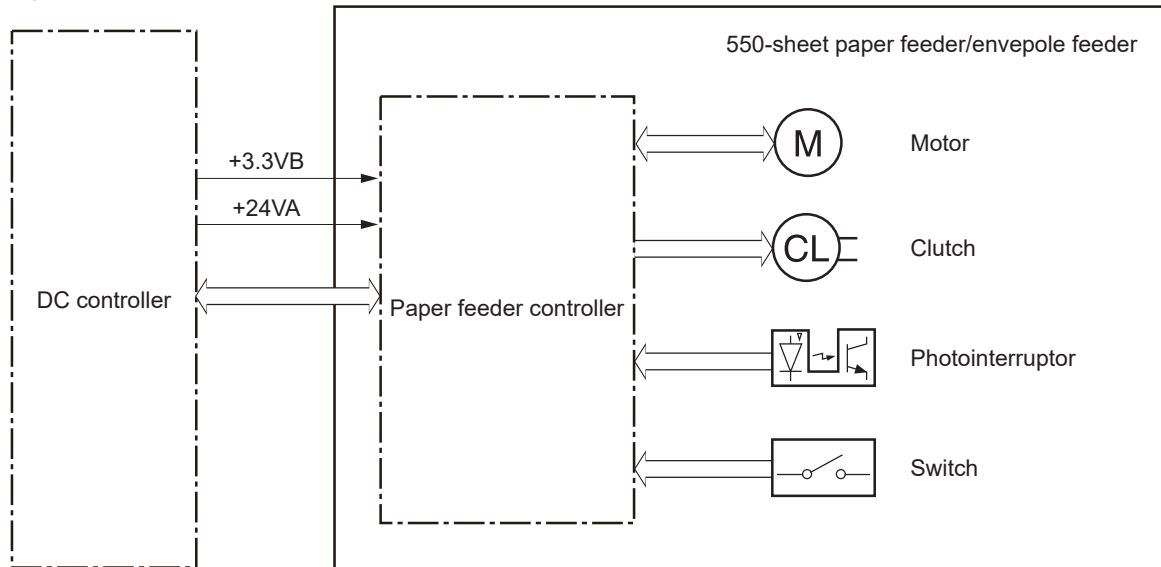 550-sheet paper feeder/envepole feeder
M
Motor
+3.3VB
+24VA
CL
Clutch
DC controller
Paper feeder controller
Photointerruptor
Switch